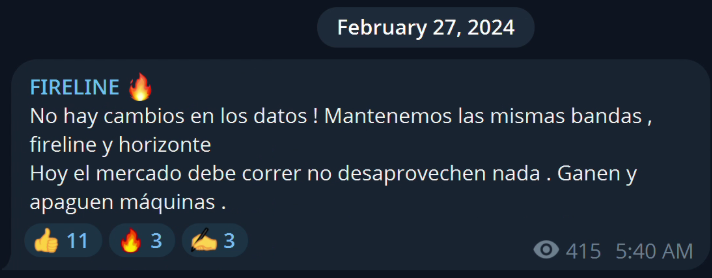 February 27, 2024
FIRELINE 🔥
No hay cambios en los datos ! Mantenemos las mismas bandas ,
fireline y horizonte
Hoy el mercado debe correr no desaprovechen nada . Ganen y
apaguen máquinas .
👍 11 🔥 3 ✍️ 3 415 5:40 AM